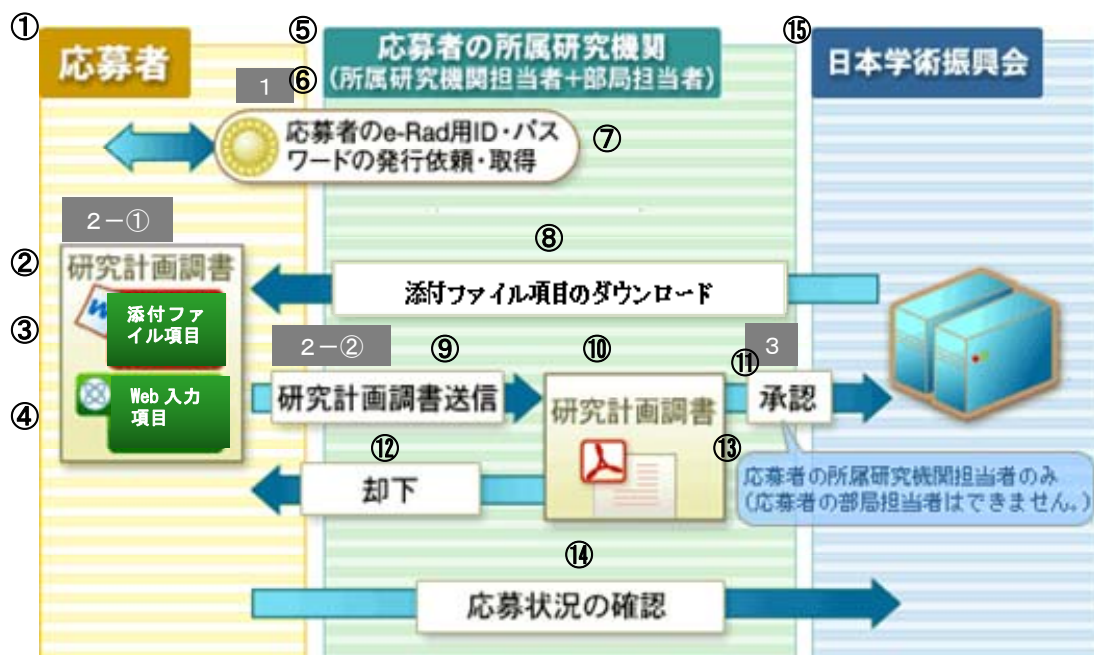 ①
応募者
⑤
応募者の所属研究機関
⑥
(所属研究機関担当者+部局担当者)
⑮
日本学術振興会
1
応募者のe-Rad用ID・パス
ワードの発行依頼・取得
⑦
2-①
②
研究計画調書
W
③
添付ファ
イル項目
④
Web 入力
項目
⑧
添付ファイル項目のダウンロード
2-②
⑨
研究計画調書送信
⑩
研究計画調書
⑪
3
承認
⑫
却下
⑬
応募者の所属研究機関担当者のみ
(応募者の部局担当者はできません。)
⑭
応募状況の確認